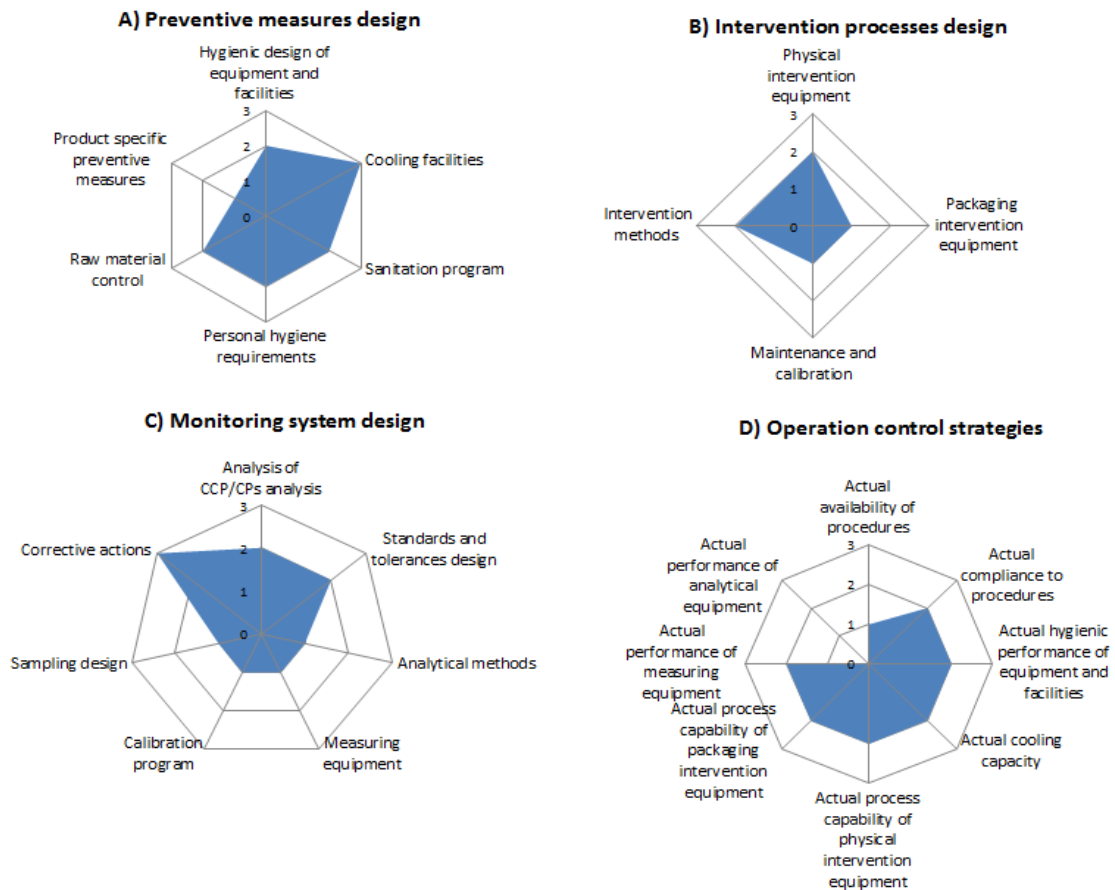 A) Preventive measures design
Hygienic design of
equipment and
facilities
3
2
1
0
Cooling facilities
Sanitation program
Personal hygiene
requirements
Raw material
control
Product specific
preventive
measures
B) Intervention processes design
Physical
intervention
equipment
3
2
1
0
Packaging
intervention
equipment
Maintenance and
calibration
Intervention
methods
C) Monitoring system design
Analysis of
CCP/CPs analysis
3
2
1
0
Standards and
tolerances design
Analytical methods
Measuring
equipment
Calibration
program
Sampling design
Corrective actions
D) Operation control strategies
Actual
availability of
procedures
3
2
1
0
Actual
compliance to
procedures
Actual hygienic
performance of
equipment and
facilities
Actual cooling
capacity
Actual process
capability of
physical
intervention
equipment
Actual process
capability of
packaging
intervention
equipment
Actual
performance of
measuring
equipment
Actual
performance of
analytical
equipment